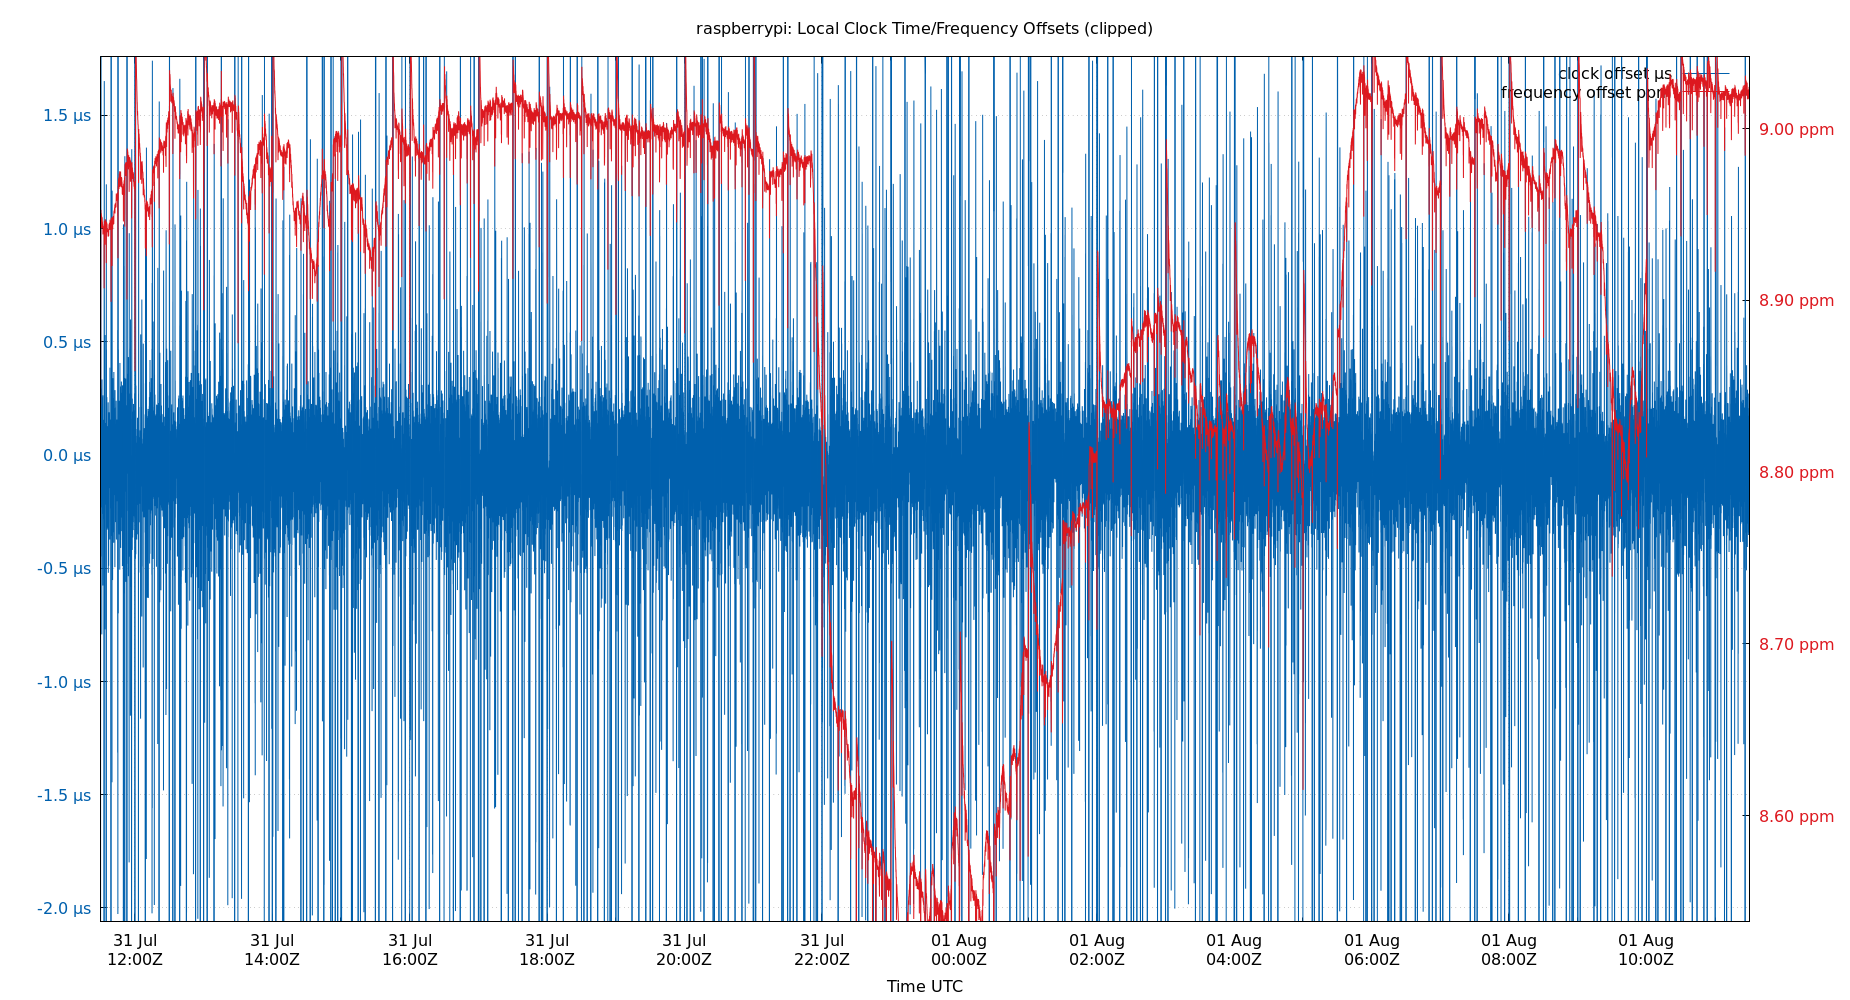 raspberrypi: Local Clock Time/Frequency Offsets (clipped)
clock offset µs
frequency offset ppm
1.5 µs
1.0 µs
0.5 µs
0.0 µs
-0.5 µs
-1.0 µs
-1.5 µs
-2.0 µs
9.00 ppm
8.90 ppm
8.80 ppm
8.70 ppm
8.60 ppm
31 Jul 31 Jul 31 Jul 31 Jul 31 Jul 31 Jul 01 Aug 01 Aug 01 Aug 01 Aug 01 Aug 01 Aug
12:00Z 14:00Z 16:00Z 18:00Z 20:00Z 22:00Z 00:00Z 02:00Z 04:00Z 06:00Z 08:00Z 10:00Z
Time UTC